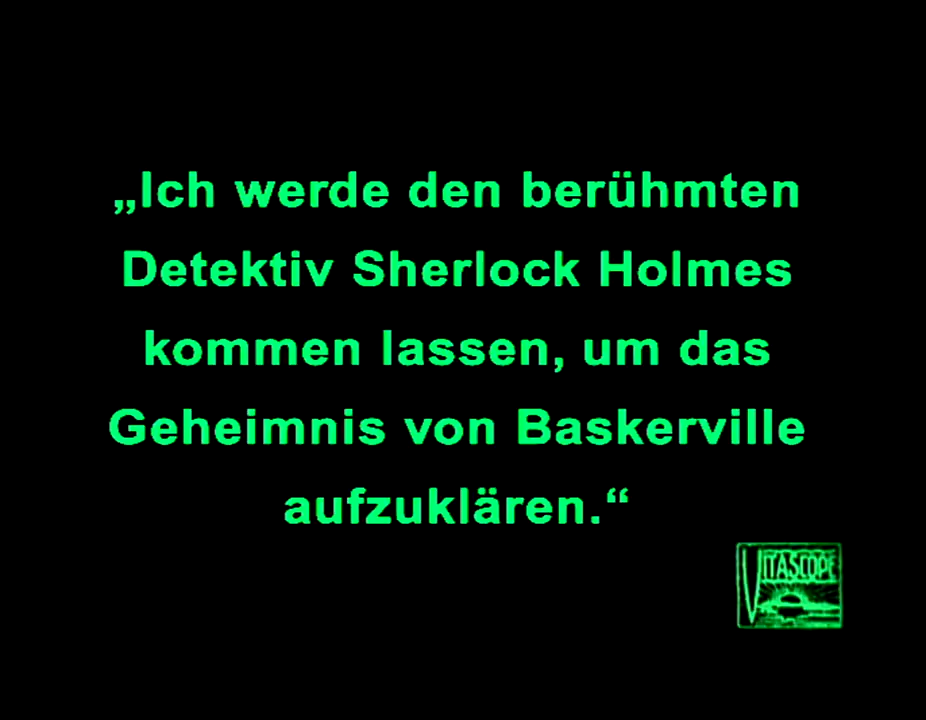 „Ich werde den berühmten
Detektiv Sherlock Holmes
kommen lassen, um das
Geheimnis von Baskerville
aufzuklären.“
VITASCOPE